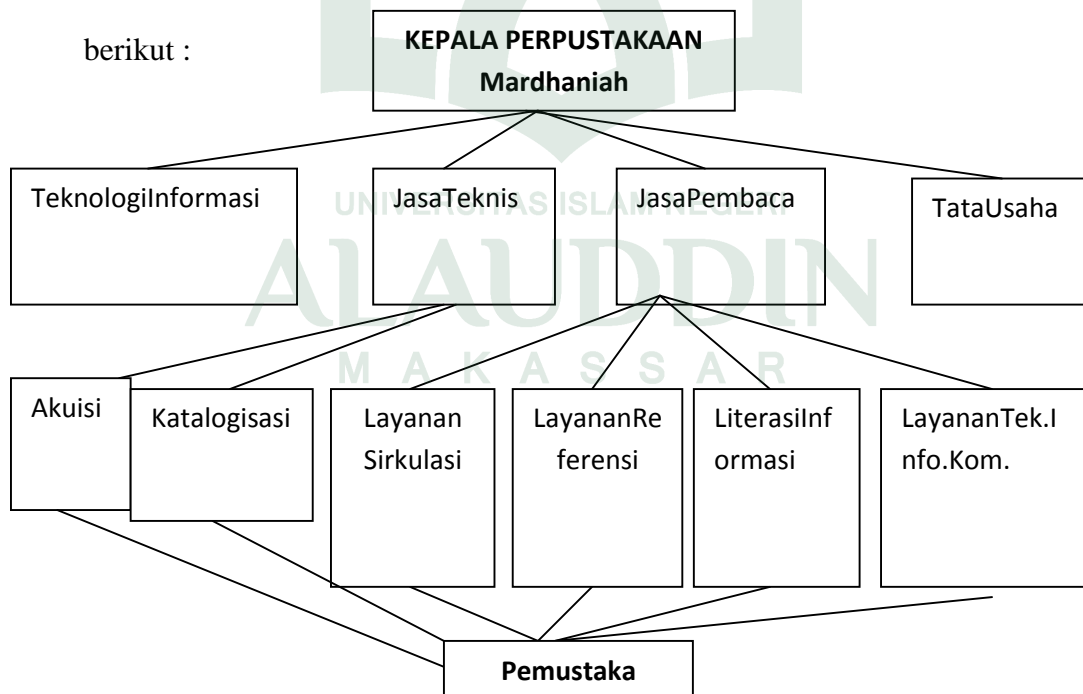 berikut :
KEPALA PERPUSTAKAAN
Mardhaniah
TeknologiInformasi
JasaTeknis
JasaPembaca
TataUsaha
UNIVERSITAS ISLAM NEGERI
ALAUDDIN
MAKASSAR
Akuisi
Katalogisasi
Layanan
Sirkulasi
LayananRe
ferensi
LiterasiInf
ormasi
LayananTek.I
nfo.Kom.
Pemustaka